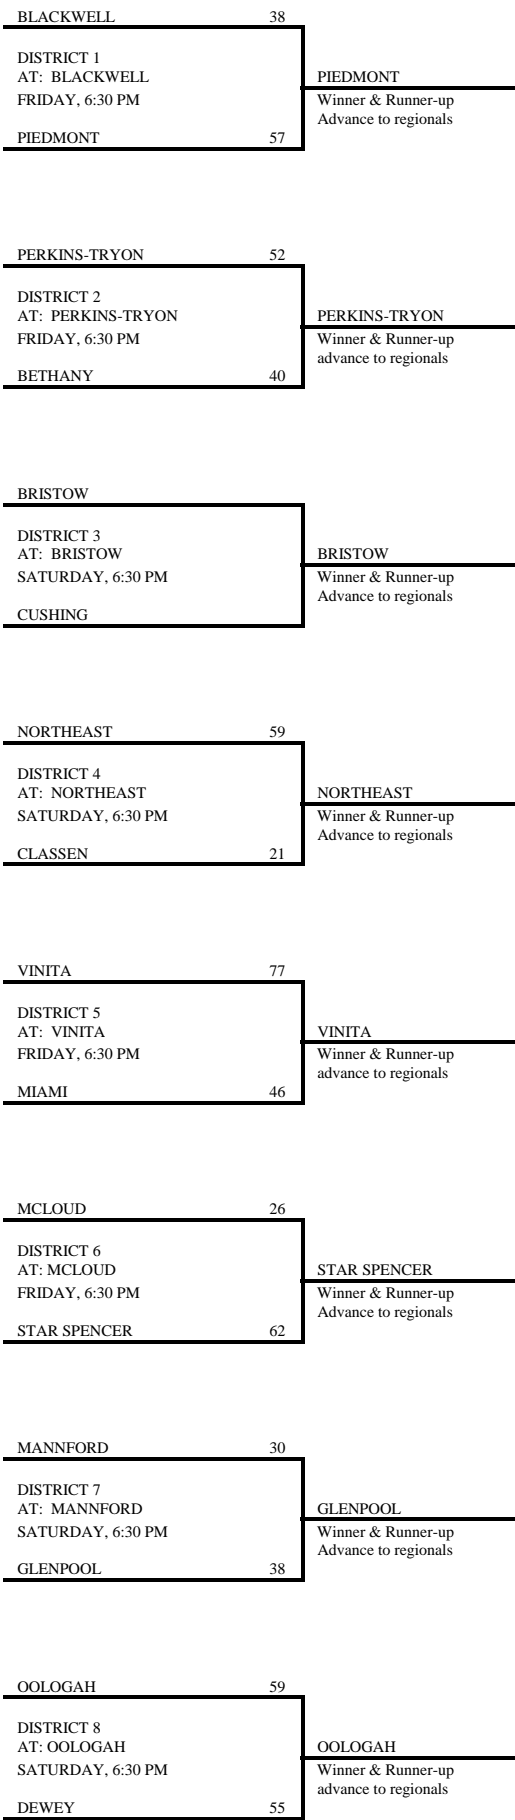 BLACKWELL 38
DISTRICT 1
AT: BLACKWELL
FRIDAY, 6:30 PM
PIEDMONT 57
PIEDMONT
Winner & Runner-up
Advance to regionals
PERKINS-TRYON 52
DISTRICT 2
AT: PERKINS-TRYON
FRIDAY, 6:30 PM
BETHANY 40
PERKINS-TRYON
Winner & Runner-up
advance to regionals
BRISTOW
DISTRICT 3
AT: BRISTOW
SATURDAY, 6:30 PM
CUSHING
BRISTOW
Winner & Runner-up
Advance to regionals
NORTHEAST 59
DISTRICT 4
AT: NORTHEAST
SATURDAY, 6:30 PM
CLASSEN 21
NORTHEAST
Winner & Runner-up
Advance to regionals
VINITA 77
DISTRICT 5
AT: VINITA
FRIDAY, 6:30 PM
MIAMI 46
VINITA
Winner & Runner-up
advance to regionals
MCLOUD 26
DISTRICT 6
AT: MCLOUD
FRIDAY, 6:30 PM
STAR SPENCER 62
STAR SPENCER
Winner & Runner-up
Advance to regionals
MANNFORD 30
DISTRICT 7
AT: MANNFORD
SATURDAY, 6:30 PM
GLENPOOL 38
GLENPOOL
Winner & Runner-up
Advance to regionals
OOLOGAH 59
DISTRICT 8
AT: OOLOGAH
SATURDAY, 6:30 PM
DEWEY 55
OOLOGAH
Winner & Runner-up
advance to regionals